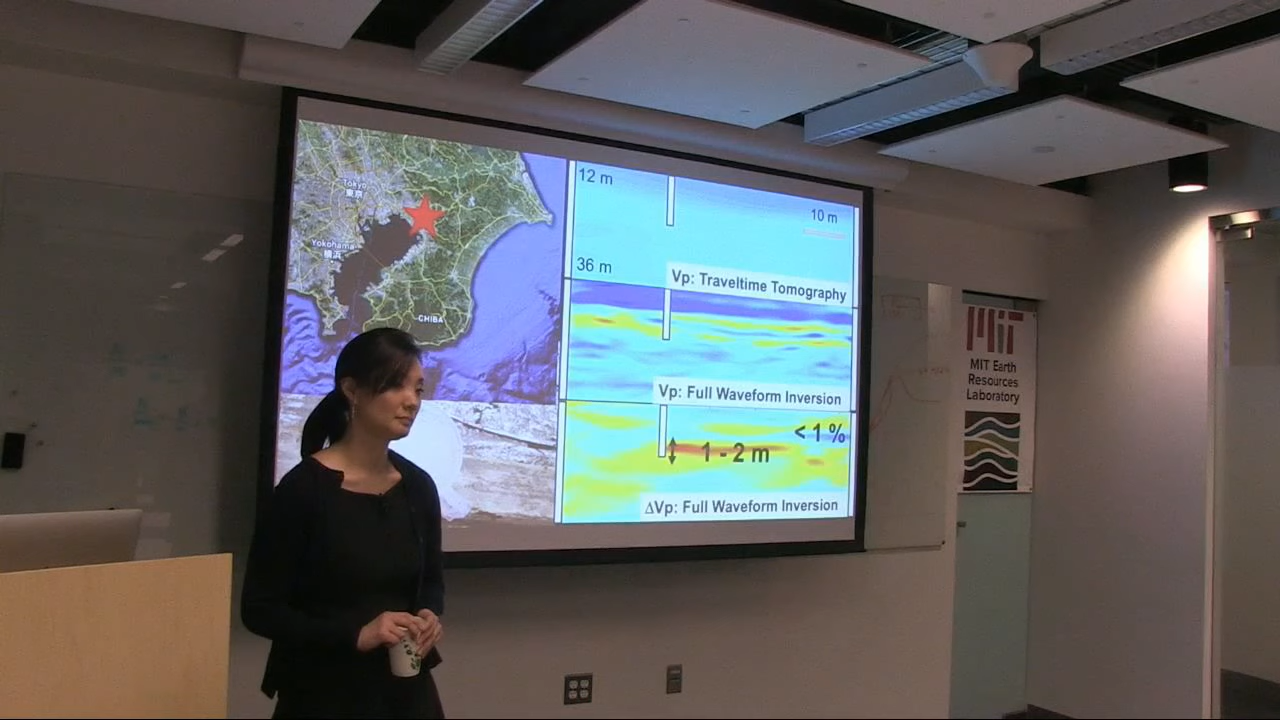 Tokyo
東京
Yokohama
横浜
CHIBA
12 m
10 m
36 m
Vp: Traveltime Tomography
Vp: Full Waveform Inversion
<1 %
1 - 2 m
ΔVp: Full Waveform Inversion
MIT
MIT Earth
Resources
Laboratory